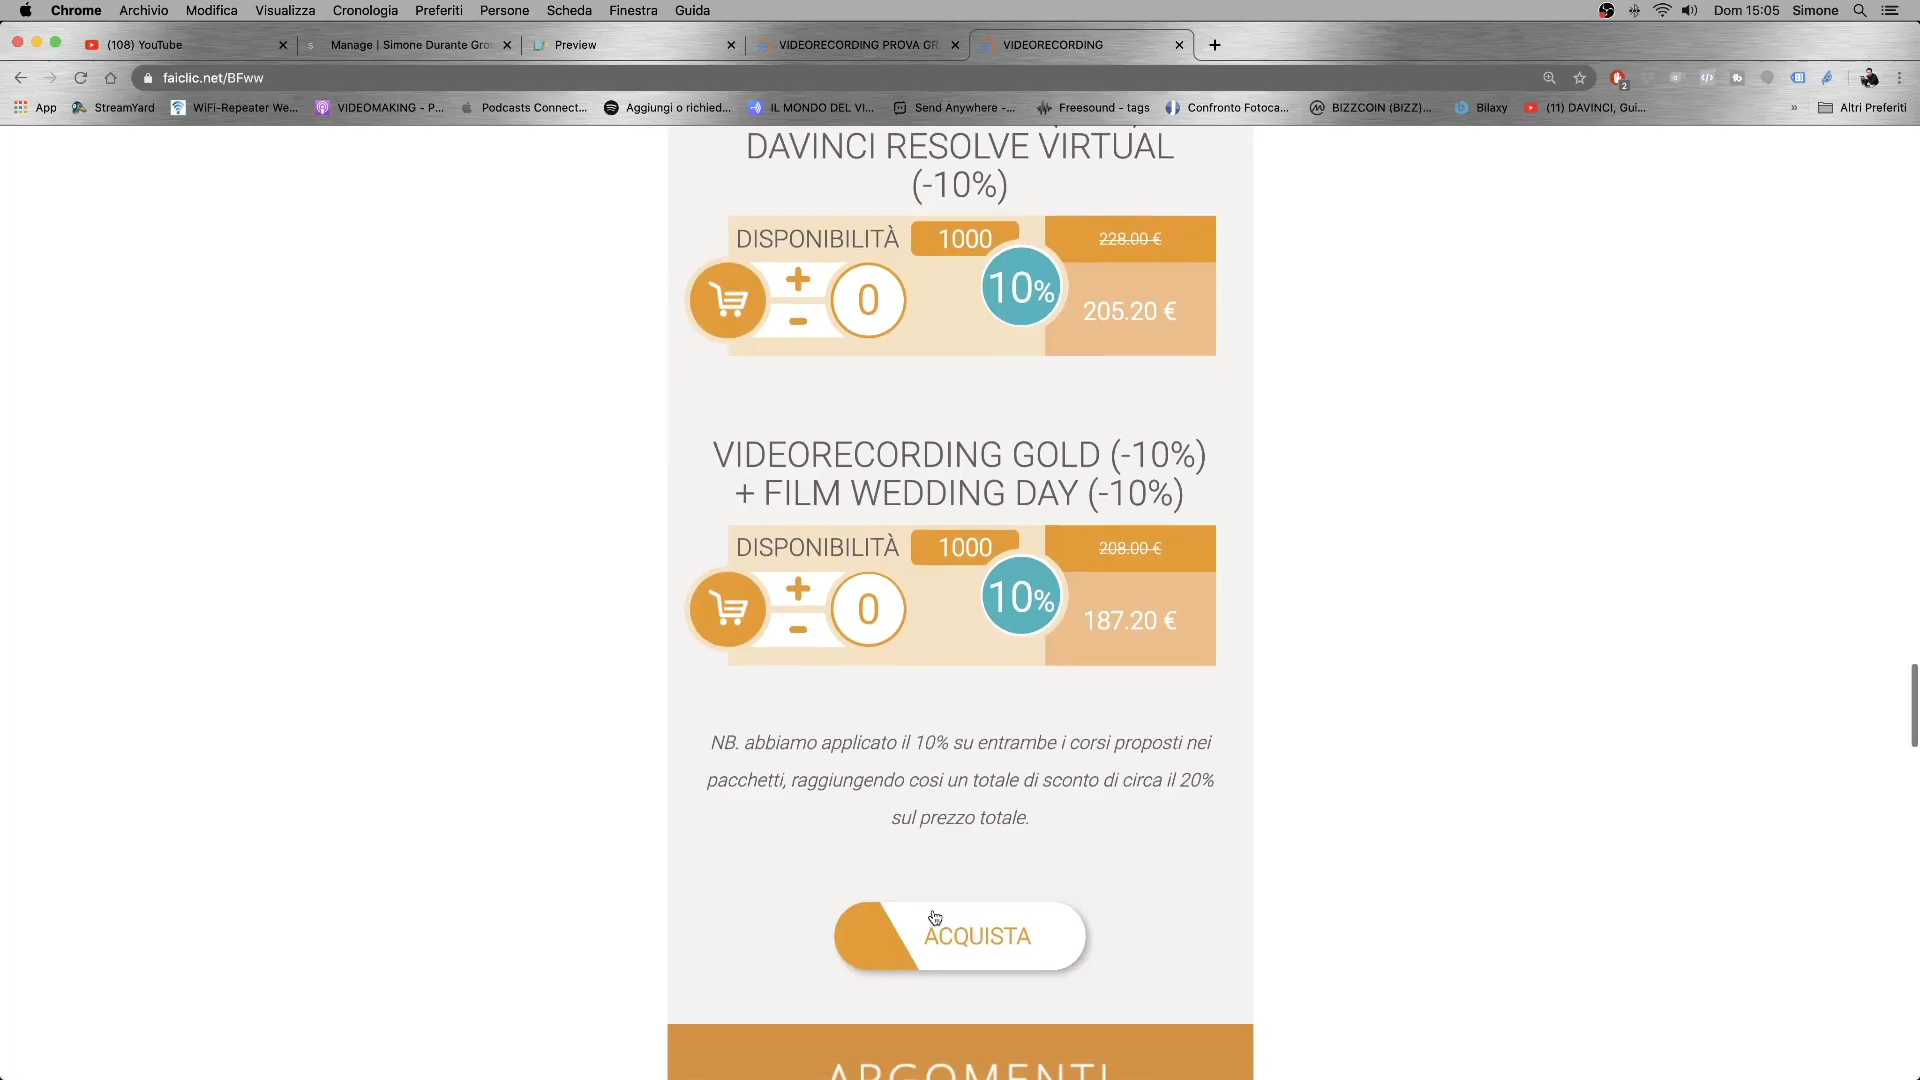 Chrome Archivio Modifica Visualizza Cronologia Preferiti Persone Scheda Finestra Guida Dom 15:05 Simone
(108) YouTube Manage | Simone Durante Gro Preview VIDEORECORDING PROVA GR VIDEORECORDING
faiclic.net/BFww 2
App StreamYard WiFi-Repeater We... VIDEOMAKING - P... Podcasts Connect... Aggiungi o richied... IL MONDO DEL VI... Send Anywhere -... Freesound - tags Confronto Fotoca... BIZZCOIN (BIZZ)... Bilaxy (11) DAVINCI, Gui... » Altri Preferiti
DAVINCI RESOLVE VIRTUAL
(-10%)
DISPONIBILITÀ 1000 228.00 €
+ - 0 10% 205.20 €
VIDEORECORDING GOLD (-10%)
+ FILM WEDDING DAY (-10%)
DISPONIBILITÀ 1000 208.00 €
+ - 0 10% 187.20 €
NB. abbiamo applicato il 10% su entrambe i corsi proposti nei
pacchetti, raggiungendo cosi un totale di sconto di circa il 20%
sul prezzo totale.
ACQUISTA
ARGOMENTI